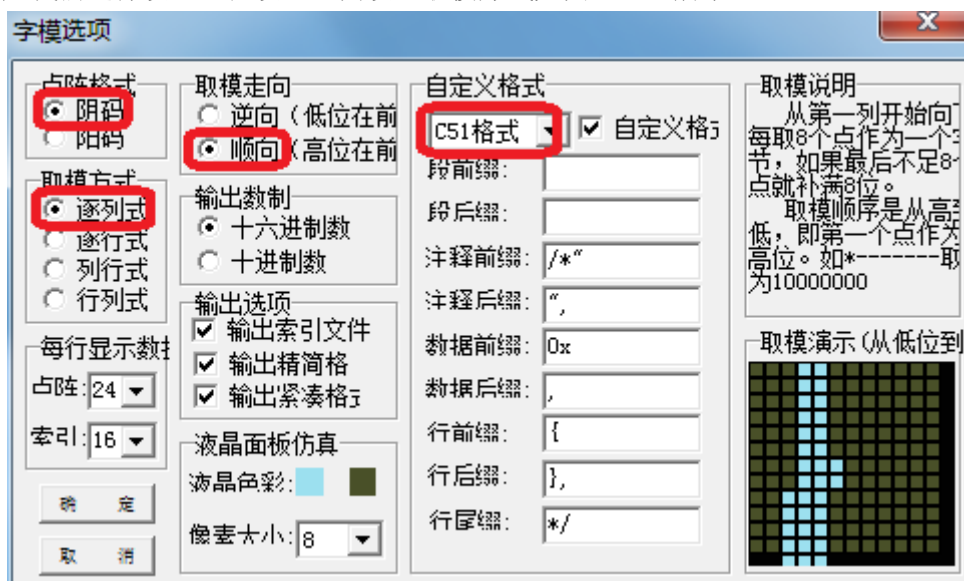 字模选项
点阵格式
阴码
阳码
取模方式
逐列式
逐行式
列行式
行列式
每行显示数
点阵:24
索引:16
确 定
取 消
取模走向
逆向（低位在前
顺向（高位在前
输出数制
十六进制数
十进制数
输出选项
输出索引文件
输出精简格
输出紧凑格
液晶面板仿真
液晶色彩:
像素大小:8
自定义格式
C51格式
自定义格
段前缀:
段后缀:
注释前缀: /*"
注释后缀: ",
数据前缀: 0x
数据后缀: ,
行前缀: {
行后缀: },
行尾缀: */
取模说明
从第一列开始向
每取8个点作为一个
节，如果最后不足8
点就补满8位。
取模顺序是从高
低，即第一个点作为
高位。如*-------取
为10000000
取模演示(从低位到